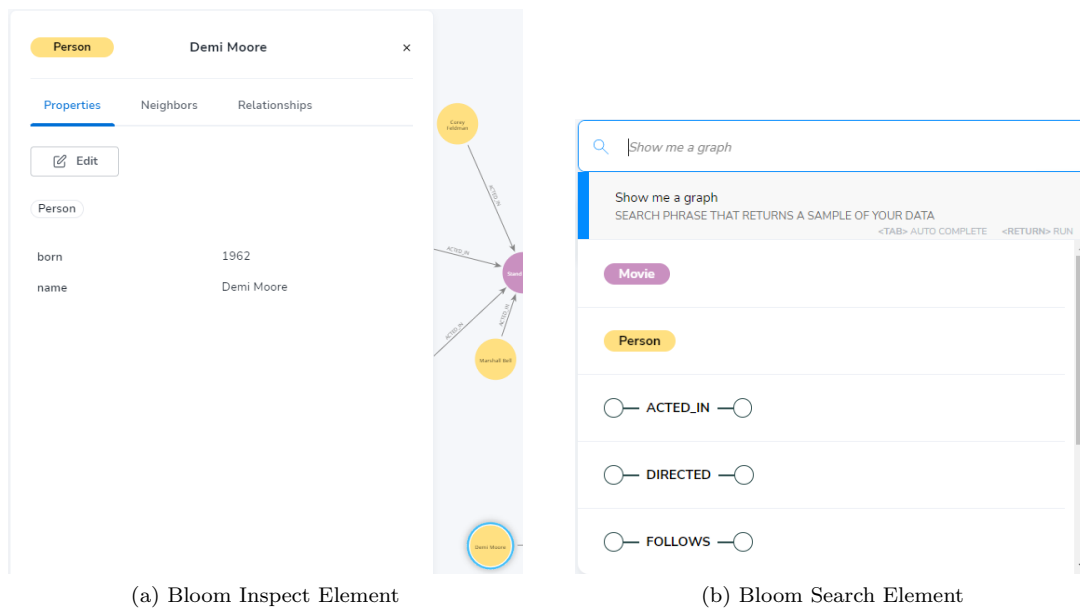 Person
Demi Moore
×
Properties
Neighbors
Relationships
Edit
Person
born
1962
name
Demi Moore
Corey
Feldman
ACTED_IN
ACTED_IN
Stand
ACTED_IN
ACTED_IN
Marshall Bell
Demi Moore
(a) Bloom Inspect Element
Show me a graph
Show me a graph
SEARCH PHRASE THAT RETURNS A SAMPLE OF YOUR DATA
<TAB> AUTO COMPLETE <RETURN> RUN
Movie
Person
ACTED_IN
DIRECTED
FOLLOWS
(b) Bloom Search Element